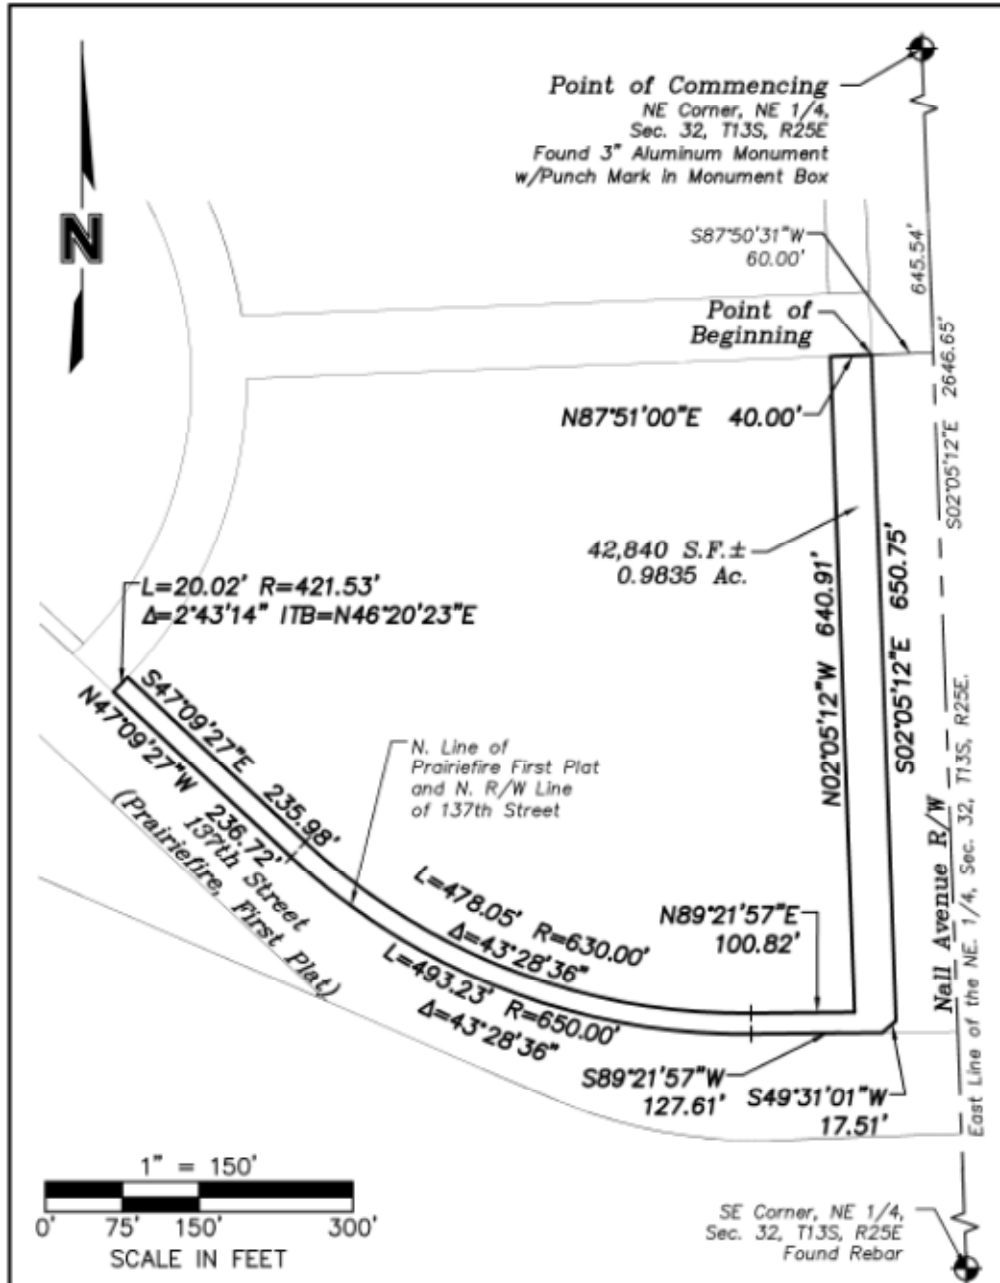 Point of Commencing
NE Corner, NE 1/4,
Sec. 32, T13S, R25E
Found 3" Aluminum Monument
w/Punch Mark in Monument Box
N
S87°50'31"W
60.00'
645.54'
Point of
Beginning
2646.65'
S02°05'12"E
N87°51'00"E 40.00'
42,840 S.F.±
0.9835 Ac.
N02°05'12"W 640.91'
S02°05'12"E 650.75'
L=20.02' R=421.53'
Δ=2°43'14" ITB=N46°20'23"E
S47°09'27"E 235.98'
N47°09'27"W 236.72'
137th Street
(Prairiefire, First Plat)
N. Line of
Prairiefire First Plat
and N. R/W Line
of 137th Street
L=478.05' R=630.00'
Δ=43°28'36"
L=493.23' R=650.00'
Δ=43°28'36"
N89°21'57"E
100.82'
Nall Avenue R/W
East Line of the NE. 1/4, Sec. 32, T13S, R25E.
S89°21'57"W
127.61'
S49°31'01"W
17.51'
1" = 150'
0' 75' 150' 300'
SCALE IN FEET
SE Corner, NE 1/4,
Sec. 32, T13S, R25E
Found Rebar